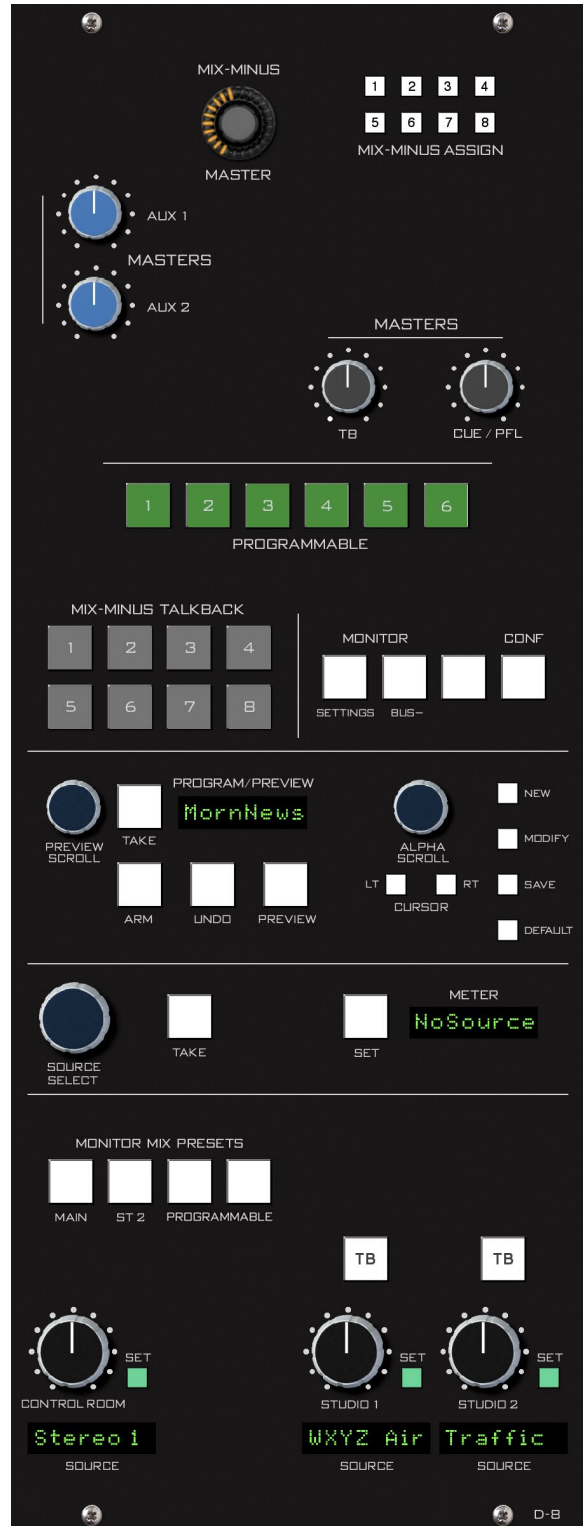 MIX-MINUS
MASTER
1 2 3 4
5 6 7 8
MIX-MINUS ASSIGN
AUX 1
MASTERS
AUX 2
MASTERS
TB CUE / PFL
1 2 3 4 5 6
PROGRAMMABLE
MIX-MINUS TALKBACK
1 2 3 4
5 6 7 8
MONITOR CONF
SETTINGS BUS–
PROGRAM/PREVIEW
MornNews
PREVIEW
SCROLL
TAKE
ARM UNDO PREVIEW
ALPHA
SCROLL
LT RT
CURSOR
NEW
MODIFY
SAVE
DEFAULT
SOURCE
SELECT
TAKE
SET
METER
NoSource
MONITOR MIX PRESETS
MAIN ST 2 PROGRAMMABLE
TB TB
SET SET SET
CONTROL ROOM STUDIO 1 STUDIO 2
Stereo 1 WXYZ Air Traffic
SOURCE SOURCE SOURCE
D-8